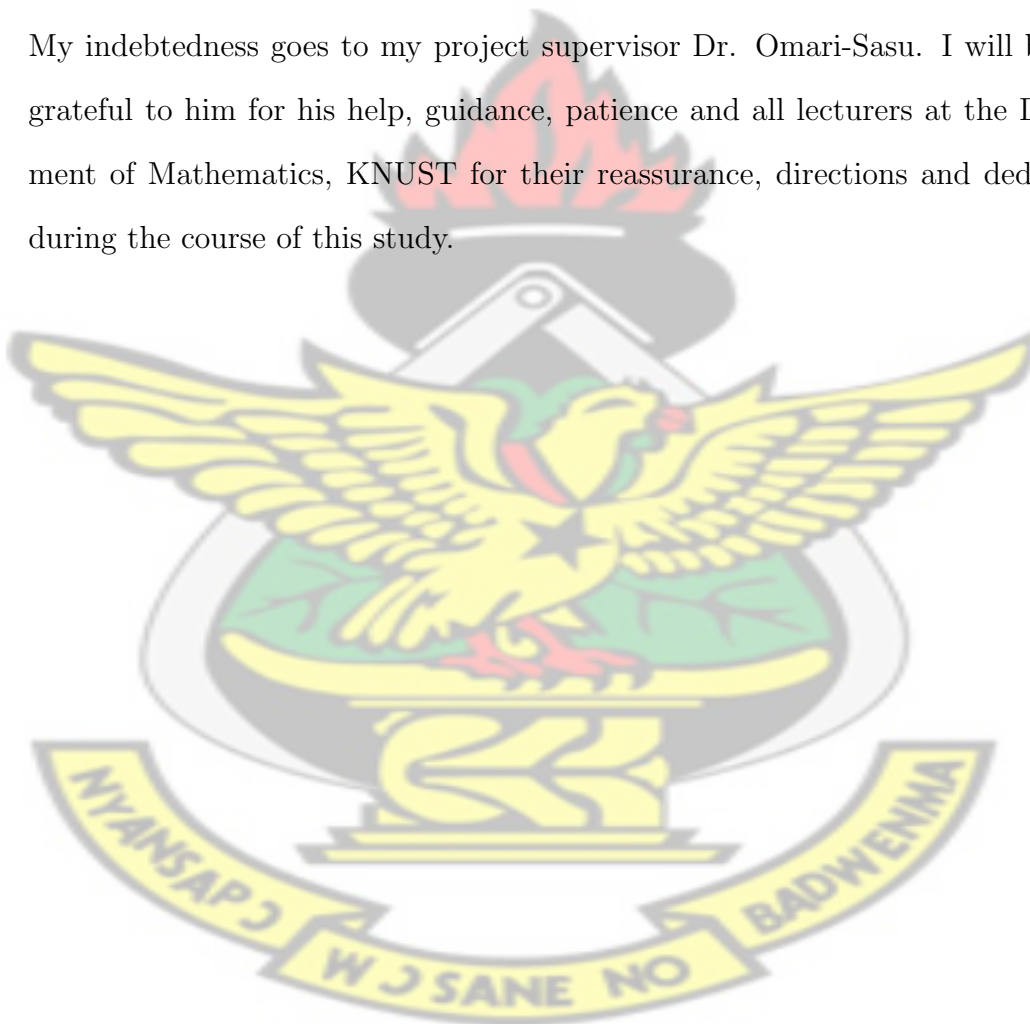 My indebtedness goes to my project supervisor Dr. Omari-Sasu. I will
grateful to him for his help, guidance, patience and all lecturers at the
ment of Mathematics, KNUST for their reassurance, directions and
during the course of this study.
NYANSAPƆ
WƆ SANE NO
BADWENMA